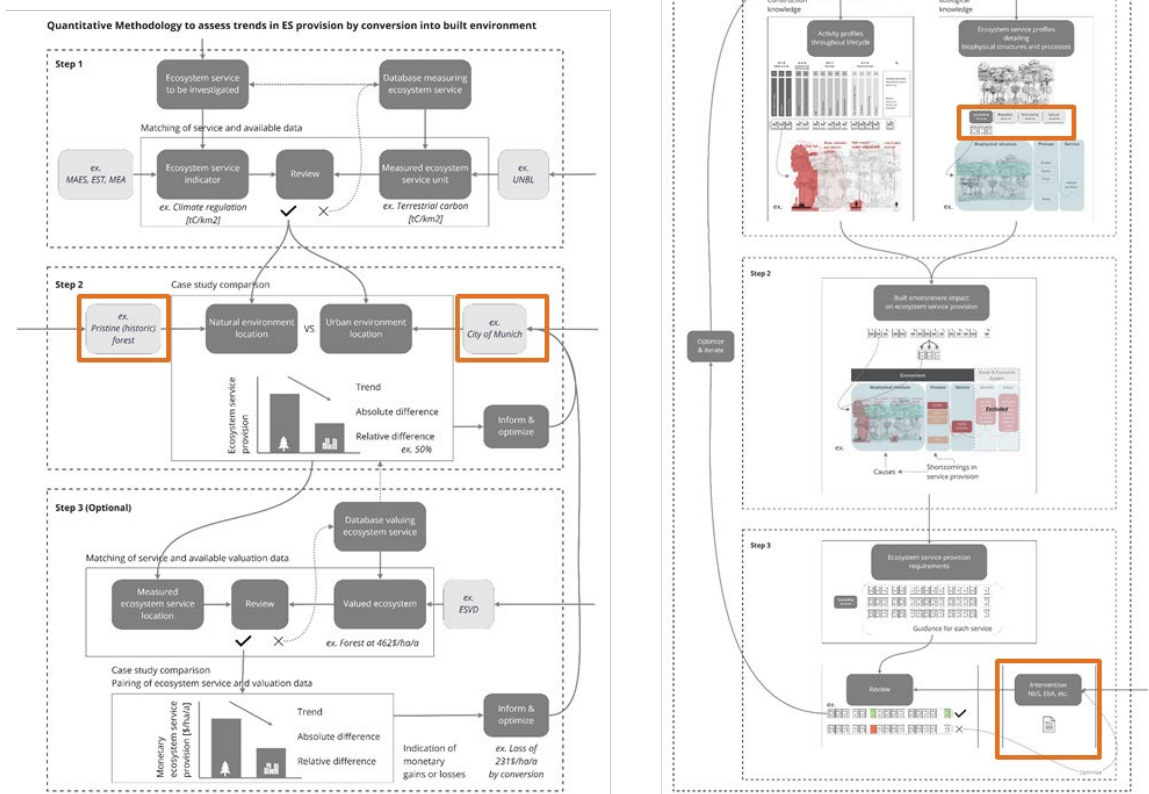 Quantitative Methodology to assess trends in ES provision by conversion into built environment
Step 1
Ecosystem service
to be investigated
Database measuring
ecosystem service
Matching of service and available data
ex.
MAES, EST, MEA
Ecosystem service
indicator
Review
Measured ecosystem
service unit
ex.
UNBL
ex. Climate regulation
[tC/km2]
ex. Terrestrial carbon
[tC/km2]
Step 2
Case study comparison
ex.
Pristine (historic)
forest
Natural environment
location
VS
Urban environment
location
ex.
City of Munich
Ecosystem service
provision
Trend
Absolute difference
Relative difference
ex. 50%
Inform &
optimize
Step 3 (Optional)
Database valuing
ecosystem service
Matching of service and available valuation data
Measured
ecosystem service
location
Review
Valued ecosystem
ex.
ESVD
ex. Forest at 462$/ha/a
Case study comparison
Pairing of ecosystem service and valuation data
Monetary
ecosystem service
provision [$/ha/a]
Trend
Absolute difference
Relative difference
Indication of
monetary
gains or losses
Inform &
optimize
ex. Loss of
231$/ha/a
by conversion
knowledge
knowledge
Activity profiles
throughout lifecycle
Ecosystem service profiles
detailing
biophysical structures and processes
Biophysical structure
Process
Service
ex.
ex.
Step 2
Built environment impact
on ecosystem service provision
Optimize
& iterate
Environment
Biophysical structure
Process
Service
Excluded
ex.
Causes
Shortcomings in
service provision
Step 3
Ecosystem service provision
requirements
Guidance for each service
Review
Intervention
NbS, EbA, etc.
ex.
Optimize